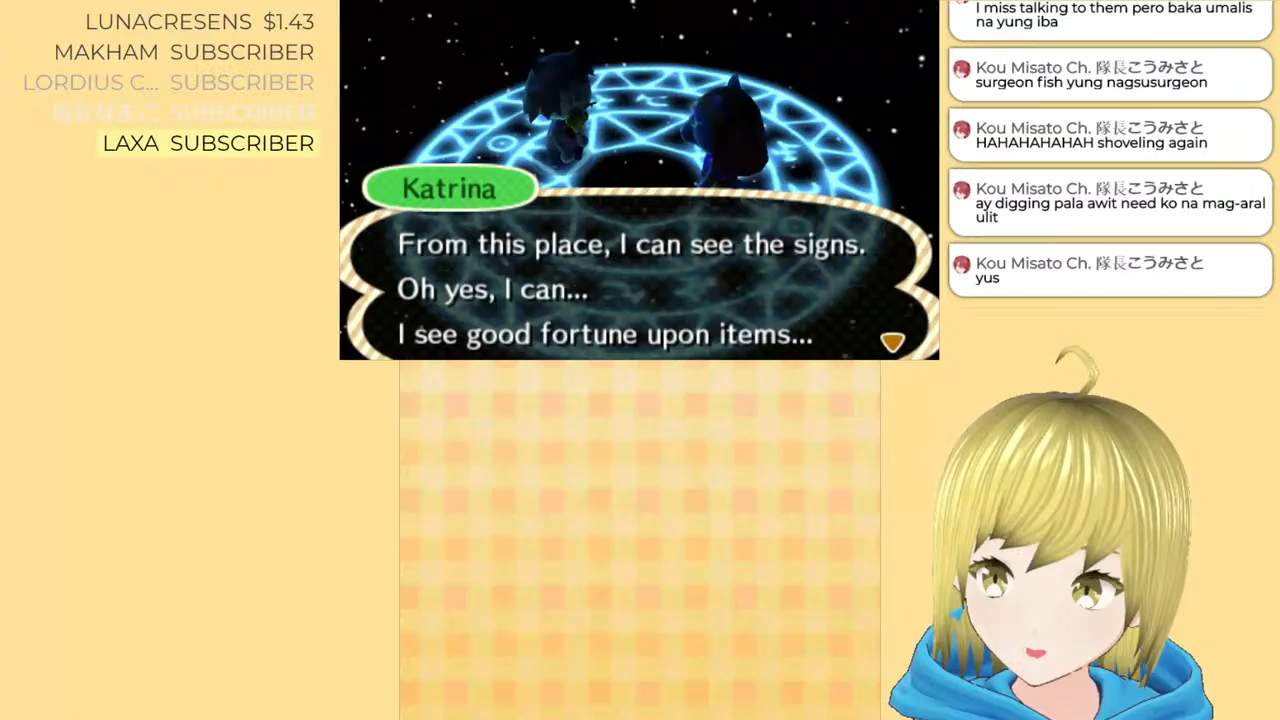 LUNACRESENS $1.43
MAKHAM SUBSCRIBER
LORDIUS C... SUBSCRIBER
SUBSCRIBER
LAXA SUBSCRIBER
Katrina
From this place, I can see the signs.
Oh yes, I can...
I see good fortune upon items...
I miss talking to them pero baka umalis
na yung iba
Kou Misato Ch. 隊長こうみさと
surgeon fish yung nagsusurgeon
Kou Misato Ch. 隊長こうみさと
HAHAHAHAHAH shoveling again
Kou Misato Ch. 隊長こうみさと
ay digging pala awit need ko na mag-aral
ulit
Kou Misato Ch. 隊長こうみさと
yus